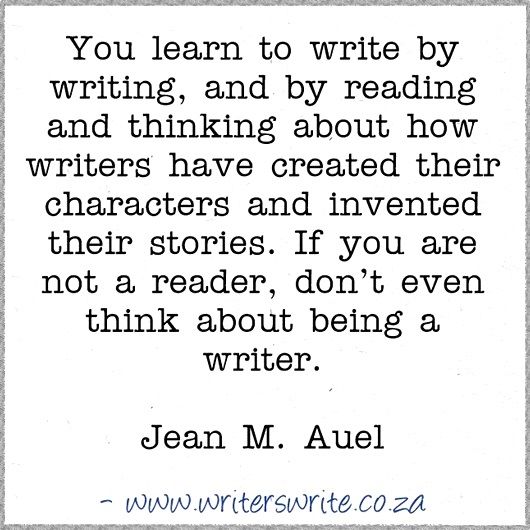 You learn to write by
writing, and by reading
and thinking about how
writers have created their
characters and invented
their stories. If you are
not a reader, don't even
think about being a
writer.
Jean M. Auel
- www.writerswrite.co.za